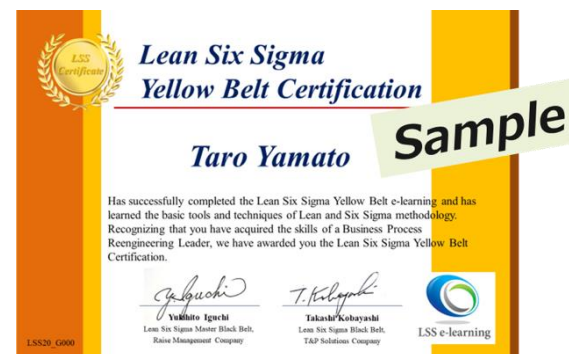 LSS
Certificate
Lean Six Sigma
Yellow Belt Certification
Sample
Taro Yamato
Has successfully completed the Lean Six Sigma Yellow Belt e-learning and has
learned the basic tools and techniques of Lean and Six Sigma methodology.
Recognizing that you have acquired the skills of a Business Process
Reengineering Leader, we have awarded you the Lean Six Sigma Yellow Belt
Certification.
Y. Iguchi
T. Kobayashi
Yukihito Iguchi
Takashi Kobayashi
Lean Six Sigma Master Black Belt,
Lean Six Sigma Black Belt,
Raise Management Company
T&P Solutions Company
LSS e-learning
LSS20_G000